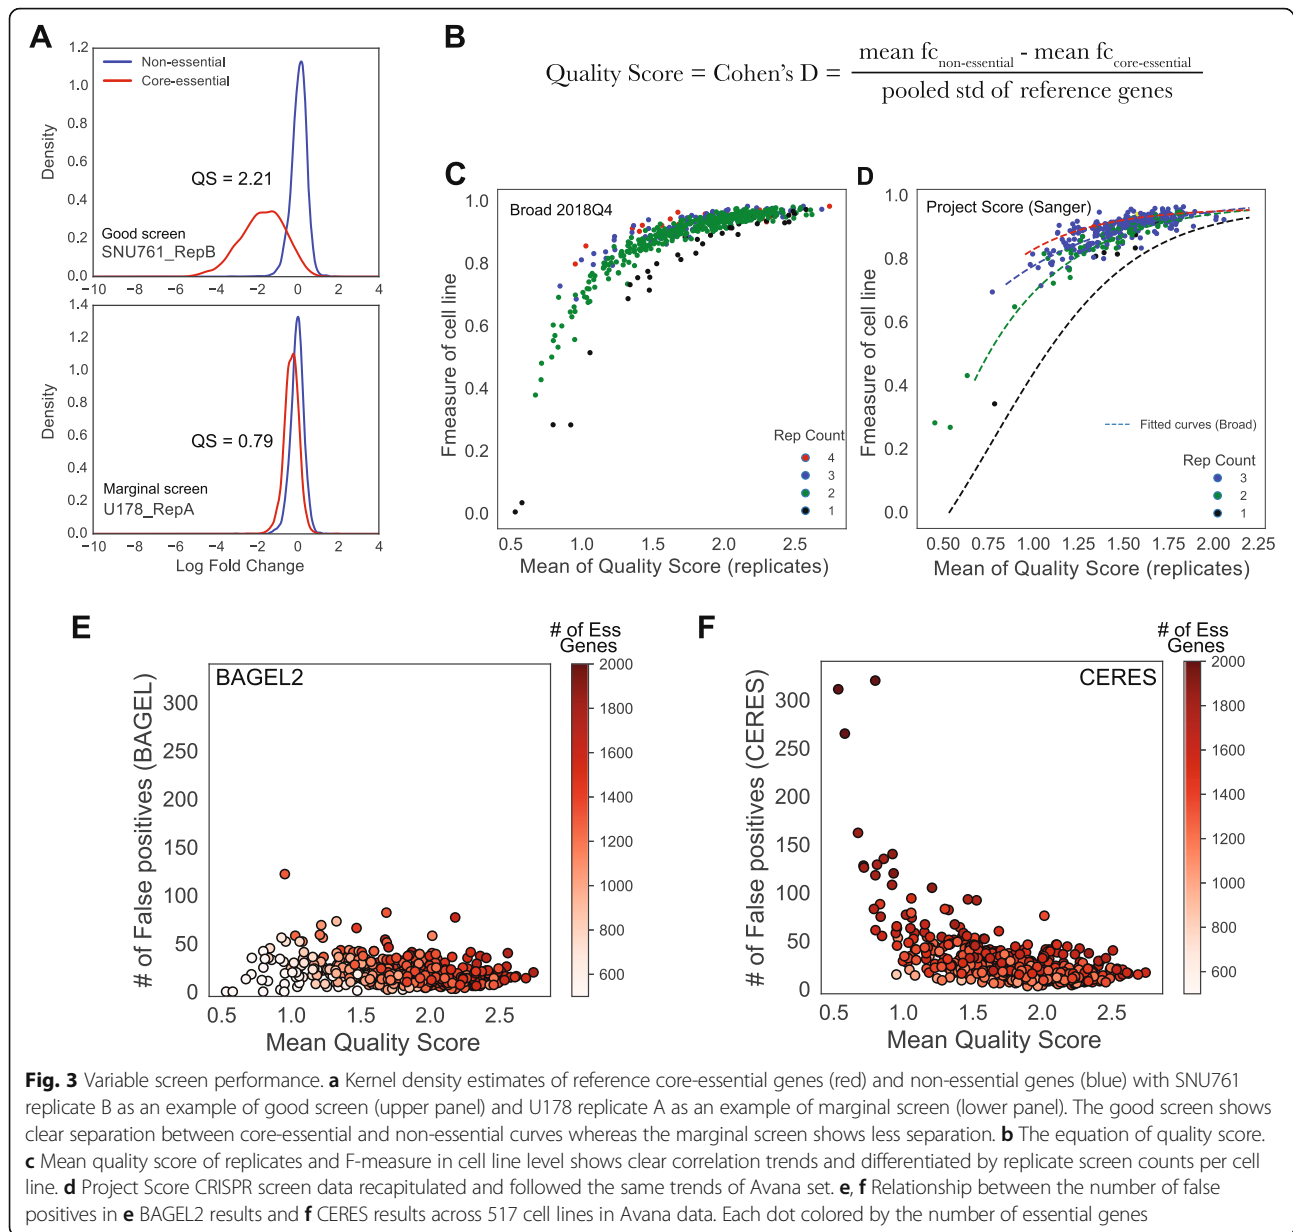 A
1.2
1.0
0.8
0.6
0.4
0.2
0.0
Density
Non-essential
Core-essential
QS = 2.21
Good screen
SNU761_RepB
−10 −8 −6 −4 −2 0 2 4
1.4
1.2
1.0
0.8
0.6
0.4
0.2
0.0
Density
QS = 0.79
Marginal screen
U178_RepA
−10 −8 −6 −4 −2 0 2 4
Log Fold Change
B
Quality Score = Cohen's D = mean fc non-essential - mean fc core-essential
pooled std of reference genes
C
1.0
0.8
0.6
0.4
0.2
0.0
Fmeasure of cell line
Broad 2018Q4
Rep Count
4
3
2
1
0.5 1.0 1.5 2.0 2.5
Mean of Quality Score (replicates)
D
1.0
0.8
0.6
0.4
0.2
0.0
Fmeasure of cell line
Project Score (Sanger)
Fitted curves (Broad)
Rep Count
3
2
1
0.50 0.75 1.00 1.25 1.50 1.75 2.00 2.25
Mean of Quality Score (replicates)
E
# of Ess
Genes
BAGEL2
300
250
200
150
100
50
0
# of False positives (BAGEL)
0.5 1.0 1.5 2.0 2.5
Mean Quality Score
2000
1800
1600
1400
1200
1000
800
600
F
# of Ess
Genes
CERES
300
250
200
150
100
50
0
# of False positives (CERES)
0.5 1.0 1.5 2.0 2.5
Mean Quality Score
2000
1800
1600
1400
1200
1000
800
600
Fig. 3 Variable screen performance. a Kernel density estimates of reference core-essential genes (red) and non-essential genes (blue) with SNU761
replicate B as an example of good screen (upper panel) and U178 replicate A as an example of marginal screen (lower panel). The good screen shows
clear separation between core-essential and non-essential curves whereas the marginal screen shows less separation. b The equation of quality score.
c Mean quality score of replicates and F-measure in cell line level shows clear correlation trends and differentiated by replicate screen counts per cell
line. d Project Score CRISPR screen data recapitulated and followed the same trends of Avana set. e, f Relationship between the number of false
positives in e BAGEL2 results and f CERES results across 517 cell lines in Avana data. Each dot colored by the number of essential genes